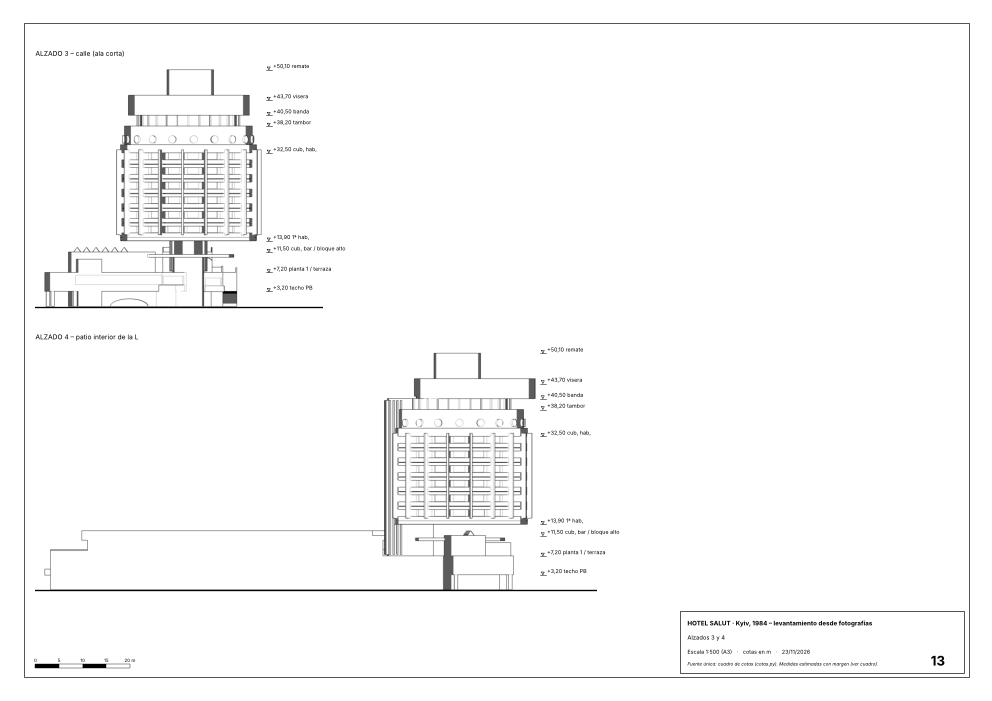 ALZADO 3 – calle (ala corta)
+50,10 remate
+43,70 visera
+40,50 banda
+38,20 tambor
+32,50 cub, hab,
+13,90 1ª hab,
+11,50 cub, bar / bloque alto
+7,20 planta 1 / terraza
+3,20 techo PB
ALZADO 4 – patio interior de la L
+50,10 remate
+43,70 visera
+40,50 banda
+38,20 tambor
+32,50 cub, hab,
+13,90 1ª hab,
+11,50 cub, bar / bloque alto
+7,20 planta 1 / terraza
+3,20 techo PB
0 5 10 15 20 m
HOTEL SALUT · Kyiv, 1984 – levantamiento desde fotografías
Alzados 3 y 4
Escala 1:500 (A3) · cotas en m · 23/11/2026
Fuente única: cuadro de cotas (cotas.py). Medidas estimadas con margen (ver cuadro).
13